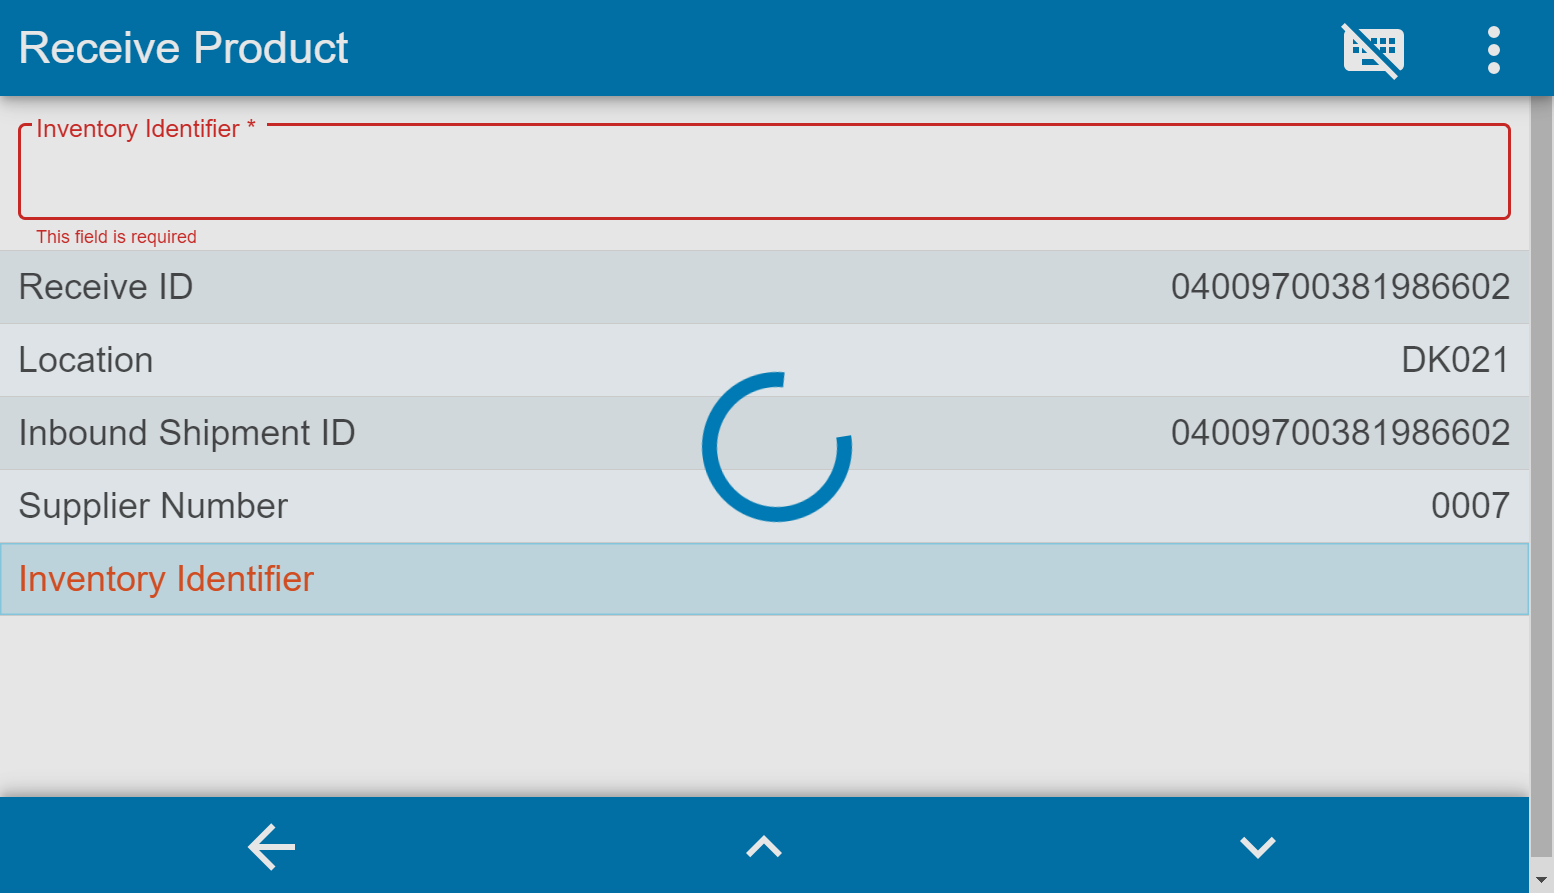 Receive Product
Inventory Identifier *
This field is required
Receive ID 04009700381986602
Location DK021
Inbound Shipment ID 04009700381986602
Supplier Number 0007
Inventory Identifier